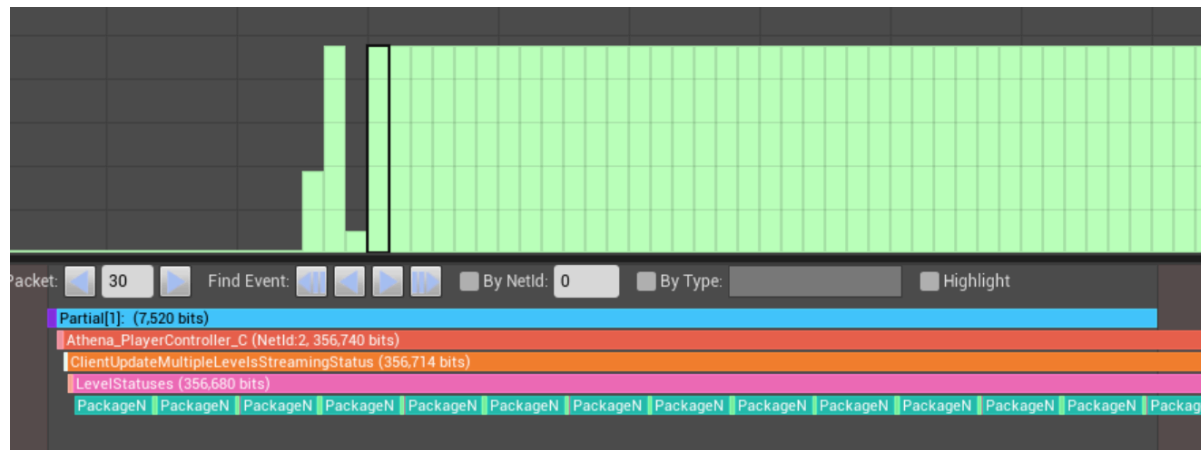 Packet: 30 Find Event: By NetId: 0 By Type: Highlight
Partial[1]: (7,520 bits)
Athena_PlayerController_C (NetId:2, 356,740 bits)
ClientUpdateMultipleLevelsStreamingStatus (356,714 bits)
LevelStatuses (356,680 bits)
PackageN PackageN PackageN PackageN PackageN PackageN PackageN PackageN PackageN PackageN PackageN PackageN PackageN Packag